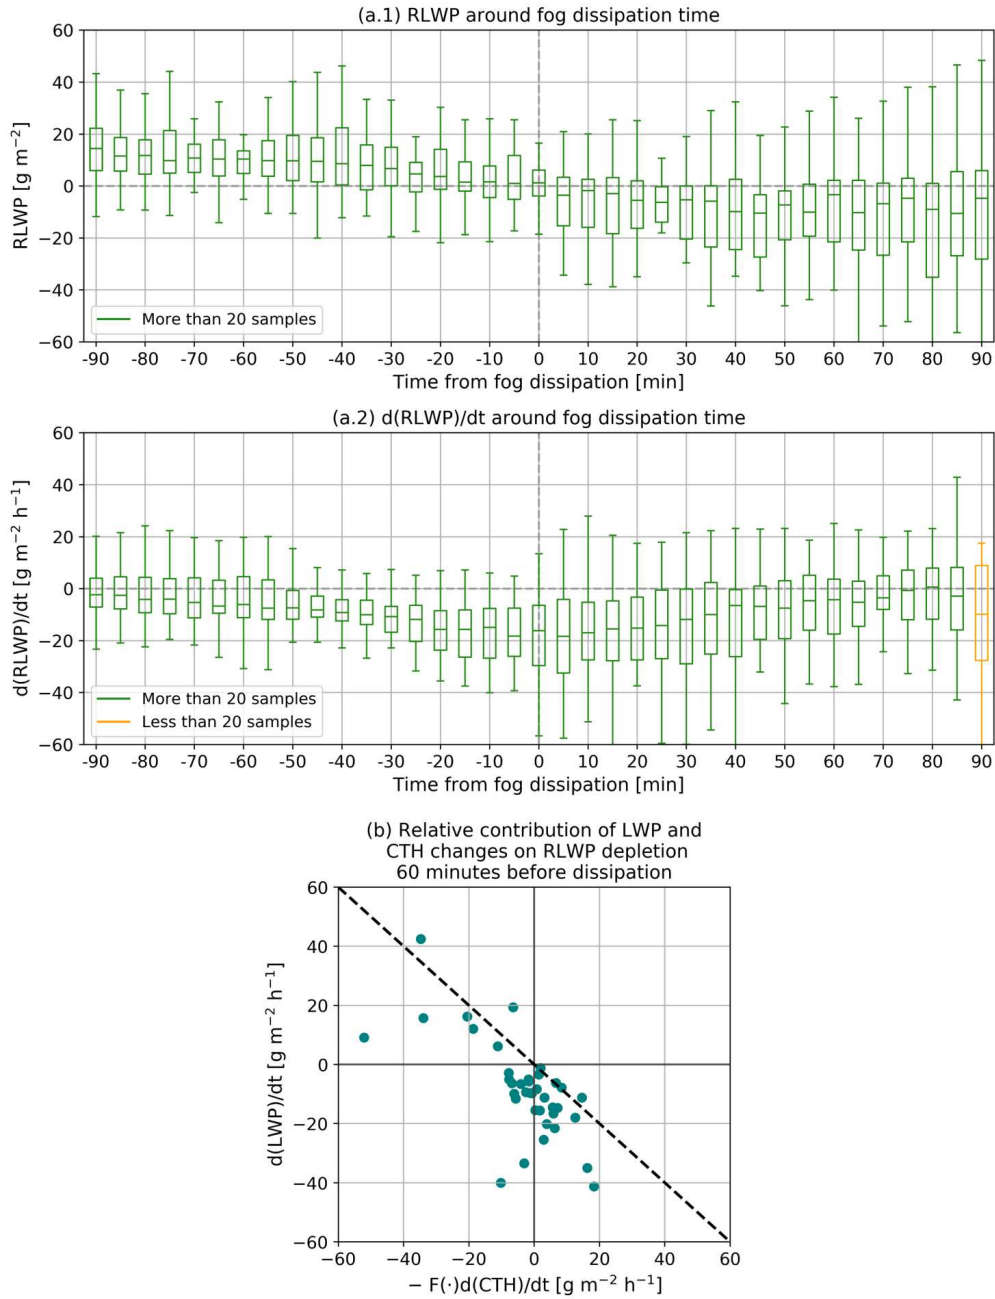 (a.1) RLWP around fog dissipation time
60
40
20
0
−20
−40
−60
RLWP [g m⁻²]
More than 20 samples
-90 -80 -70 -60 -50 -40 -30 -20 -10 0 10 20 30 40 50 60 70 80 90
Time from fog dissipation [min]
(a.2) d(RLWP)/dt around fog dissipation time
60
40
20
0
−20
−40
−60
d(RLWP)/dt [g m⁻² h⁻¹]
More than 20 samples
Less than 20 samples
-90 -80 -70 -60 -50 -40 -30 -20 -10 0 10 20 30 40 50 60 70 80 90
Time from fog dissipation [min]
(b) Relative contribution of LWP and
CTH changes on RLWP depletion
60 minutes before dissipation
60
40
20
0
−20
−40
−60
d(LWP)/dt [g m⁻² h⁻¹]
−60 −40 −20 0 20 40 60
− F(·)d(CTH)/dt [g m⁻² h⁻¹]